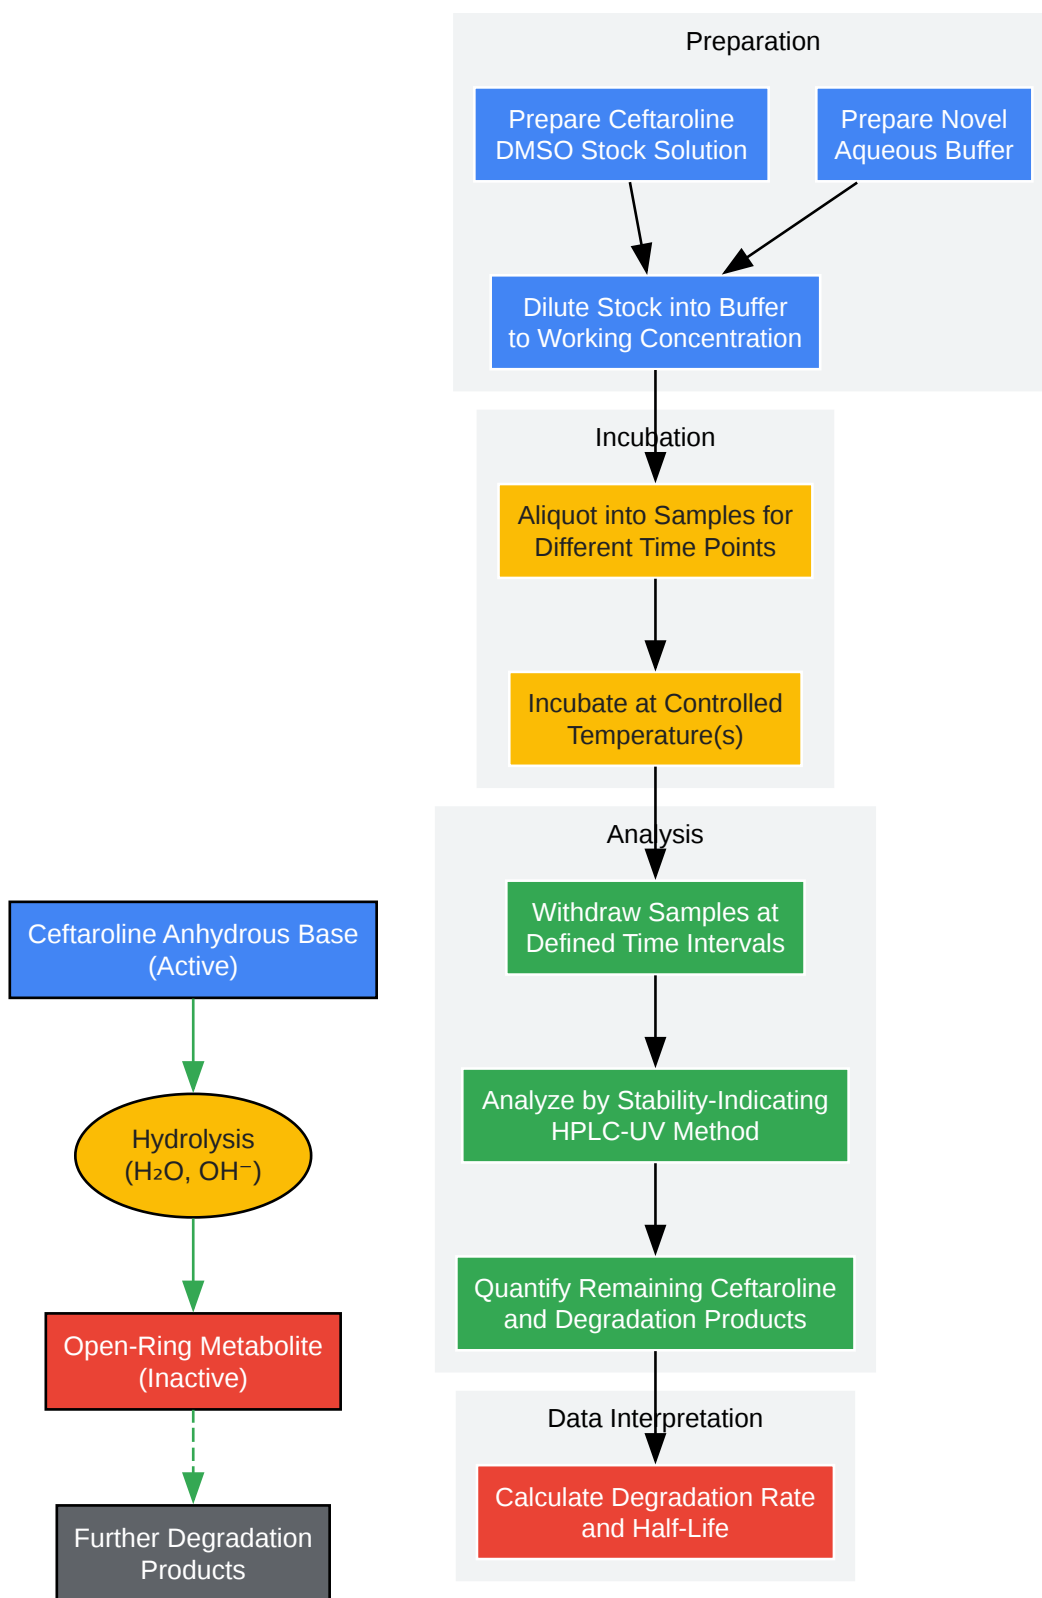 Preparation
Prepare Ceftaroline
DMSO Stock Solution
Prepare Novel
Aqueous Buffer
Dilute Stock into Buffer
to Working Concentration
Incubation
Aliquot into Samples for
Different Time Points
Incubate at Controlled
Temperature(s)
Analysis
Withdraw Samples at
Defined Time Intervals
Analyze by Stability-Indicating
HPLC-UV Method
Quantify Remaining Ceftaroline
and Degradation Products
Data Interpretation
Calculate Degradation Rate
and Half-Life
Ceftaroline Anhydrous Base
(Active)
Hydrolysis
(H₂O, OH⁻)
Open-Ring Metabolite
(Inactive)
Further Degradation
Products